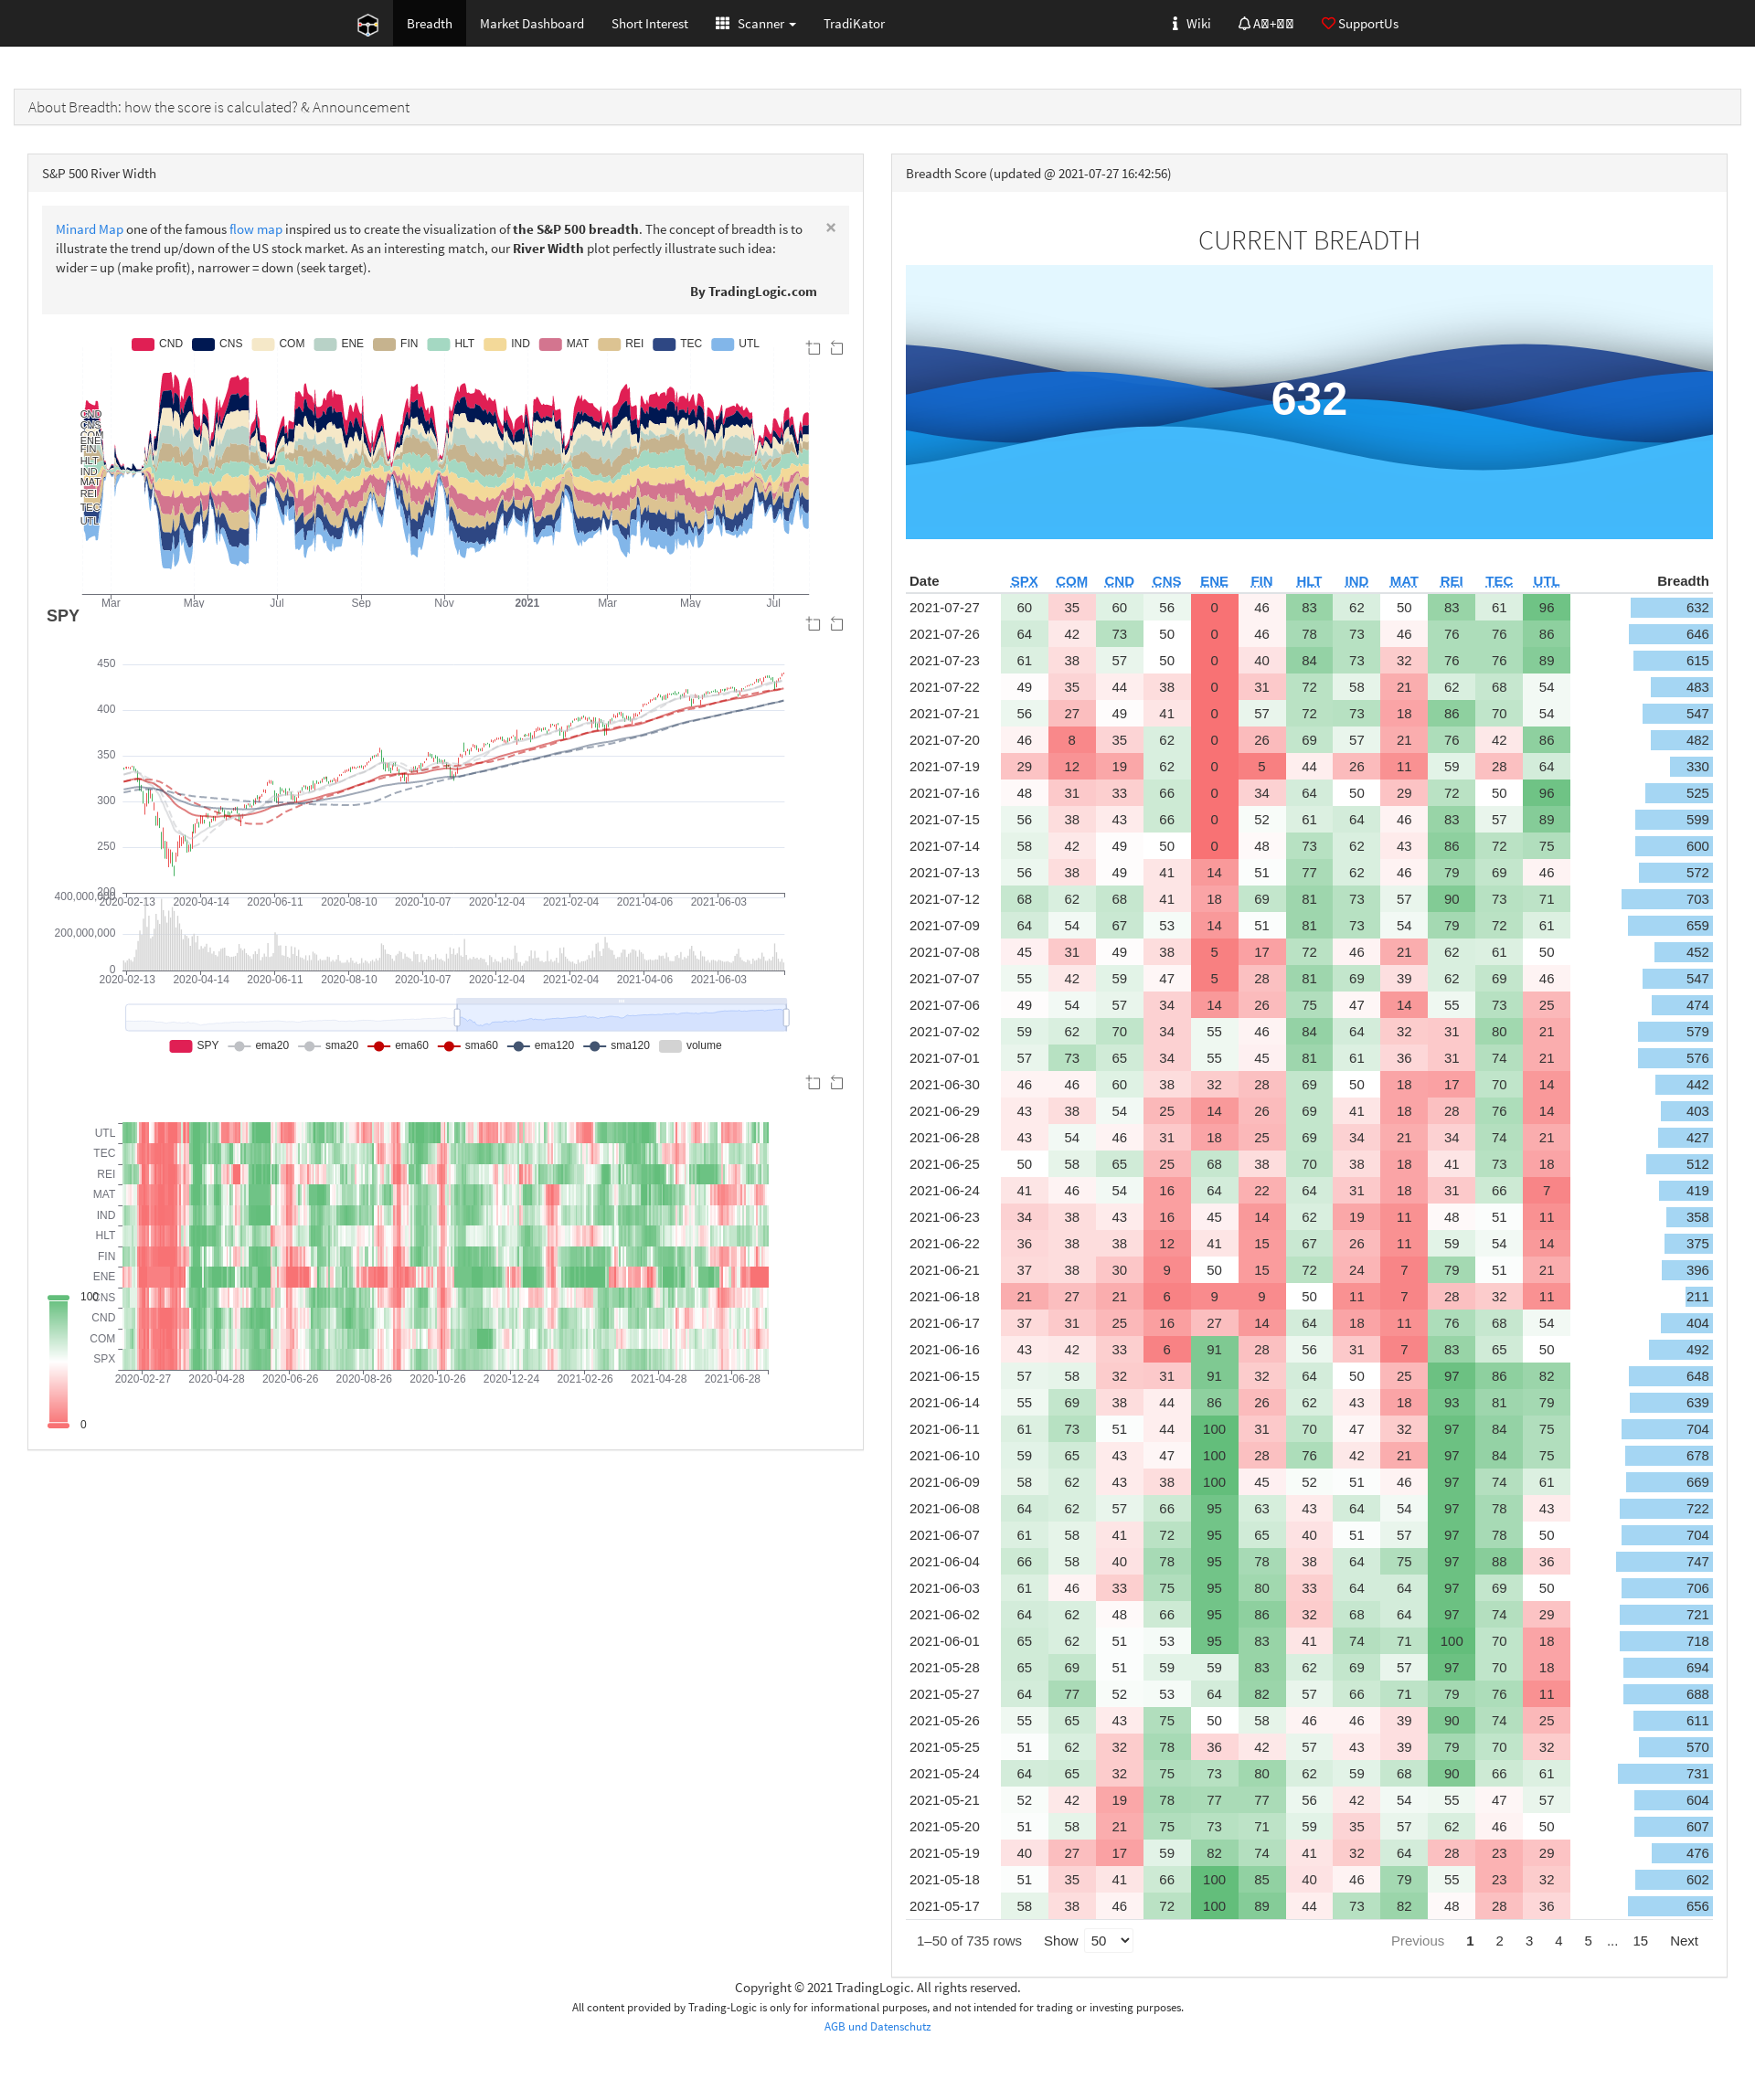 Breadth Market Dashboard Short Interest Scanner TradiKator Wiki SupportUs
About Breadth: how the score is calculated? & Announcement
S&P 500 River Width
Minard Map one of the famous flow map inspired us to create the visualization of the S&P 500 breadth. The concept of breadth is to
illustrate the trend up/down of the US stock market. As an interesting match, our River Width plot perfectly illustrate such idea:
wider = up (make profit), narrower = down (seek target).
×
By TradingLogic.com
CND CNS COM ENE FIN HLT IND MAT REI TEC UTL
CND
CNS
COM
ENE
FIN
HLT
IND
MAT
REI
TEC
UTL
Mar May Jul Sep Nov 2021 Mar May Jul
SPY
450
400
350
300
250
200
2020-02-13 2020-04-14 2020-06-11 2020-08-10 2020-10-07 2020-12-04 2021-02-04 2021-04-06 2021-06-03
400,000,000
200,000,000
0
2020-02-13 2020-04-14 2020-06-11 2020-08-10 2020-10-07 2020-12-04 2021-02-04 2021-04-06 2021-06-03
SPY ema20 sma20 ema60 sma60 ema120 sma120 volume
UTL
TEC
REI
MAT
IND
HLT
FIN
ENE
CNS
CND
COM
SPX
100
0
2020-02-27 2020-04-28 2020-06-26 2020-08-26 2020-10-26 2020-12-24 2021-02-26 2021-04-28 2021-06-28
Breadth Score (updated @ 2021-07-27 16:42:56)
CURRENT BREADTH
632
Date SPX COM CND CNS ENE FIN HLT IND MAT REI TEC UTL Breadth
2021-07-27 60 35 60 56 0 46 83 62 50 83 61 96 632
2021-07-26 64 42 73 50 0 46 78 73 46 76 76 86 646
2021-07-23 61 38 57 50 0 40 84 73 32 76 76 89 615
2021-07-22 49 35 44 38 0 31 72 58 21 62 68 54 483
2021-07-21 56 27 49 41 0 57 72 73 18 86 70 54 547
2021-07-20 46 8 35 62 0 26 69 57 21 76 42 86 482
2021-07-19 29 12 19 62 0 5 44 26 11 59 28 64 330
2021-07-16 48 31 33 66 0 34 64 50 29 72 50 96 525
2021-07-15 56 38 43 66 0 52 61 64 46 83 57 89 599
2021-07-14 58 42 49 50 0 48 73 62 43 86 72 75 600
2021-07-13 56 38 49 41 14 51 77 62 46 79 69 46 572
2021-07-12 68 62 68 41 18 69 81 73 57 90 73 71 703
2021-07-09 64 54 67 53 14 51 81 73 54 79 72 61 659
2021-07-08 45 31 49 38 5 17 72 46 21 62 61 50 452
2021-07-07 55 42 59 47 5 28 81 69 39 62 69 46 547
2021-07-06 49 54 57 34 14 26 75 47 14 55 73 25 474
2021-07-02 59 62 70 34 55 46 84 64 32 31 80 21 579
2021-07-01 57 73 65 34 55 45 81 61 36 31 74 21 576
2021-06-30 46 46 60 38 32 28 69 50 18 17 70 14 442
2021-06-29 43 38 54 25 14 26 69 41 18 28 76 14 403
2021-06-28 43 54 46 31 18 25 69 34 21 34 74 21 427
2021-06-25 50 58 65 25 68 38 70 38 18 41 73 18 512
2021-06-24 41 46 54 16 64 22 64 31 18 31 66 7 419
2021-06-23 34 38 43 16 45 14 62 19 11 48 51 11 358
2021-06-22 36 38 38 12 41 15 67 26 11 59 54 14 375
2021-06-21 37 38 30 9 50 15 72 24 7 79 51 21 396
2021-06-18 21 27 21 6 9 9 50 11 7 28 32 11 211
2021-06-17 37 31 25 16 27 14 64 18 11 76 68 54 404
2021-06-16 43 42 33 6 91 28 56 31 7 83 65 50 492
2021-06-15 57 58 32 31 91 32 64 50 25 97 86 82 648
2021-06-14 55 69 38 44 86 26 62 43 18 93 81 79 639
2021-06-11 61 73 51 44 100 31 70 47 32 97 84 75 704
2021-06-10 59 65 43 47 100 28 76 42 21 97 84 75 678
2021-06-09 58 62 43 38 100 45 52 51 46 97 74 61 669
2021-06-08 64 62 57 66 95 63 43 64 54 97 78 43 722
2021-06-07 61 58 41 72 95 65 40 51 57 97 78 50 704
2021-06-04 66 58 40 78 95 78 38 64 75 97 88 36 747
2021-06-03 61 46 33 75 95 80 33 64 64 97 69 50 706
2021-06-02 64 62 48 66 95 86 32 68 64 97 74 29 721
2021-06-01 65 62 51 53 95 83 41 74 71 100 70 18 718
2021-05-28 65 69 51 59 59 83 62 69 57 97 70 18 694
2021-05-27 64 77 52 53 64 82 57 66 71 79 76 11 688
2021-05-26 55 65 43 75 50 58 46 46 39 90 74 25 611
2021-05-25 51 62 32 78 36 42 57 43 39 79 70 32 570
2021-05-24 64 65 32 75 73 80 62 59 68 90 66 61 731
2021-05-21 52 42 19 78 77 77 56 42 54 55 47 57 604
2021-05-20 51 58 21 75 73 71 59 35 57 62 46 50 607
2021-05-19 40 27 17 59 82 74 41 32 64 28 23 29 476
2021-05-18 51 35 41 66 100 85 40 46 79 55 23 32 602
2021-05-17 58 38 46 72 100 89 44 73 82 48 28 36 656
1–50 of 735 rows Show 50 Previous 1 2 3 4 5 ... 15 Next
Copyright © 2021 TradingLogic. All rights reserved.
All content provided by Trading-Logic is only for informational purposes, and not intended for trading or investing purposes.
AGB und Datenschutz